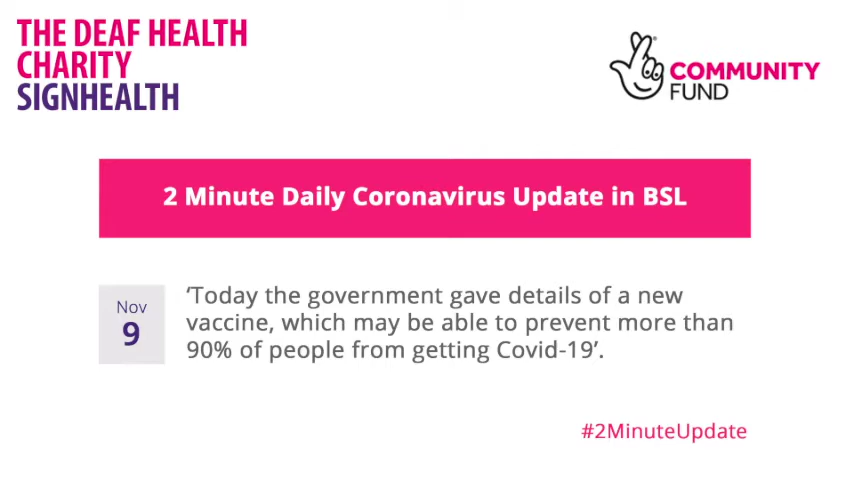 THE DEAF HEALTH
CHARITY
SIGNHEALTH
COMMUNITY
FUND
2 Minute Daily Coronavirus Update in BSL
Nov
9
‘Today the government gave details of a new
vaccine, which may be able to prevent more than
90% of people from getting Covid-19’.
#2MinuteUpdate